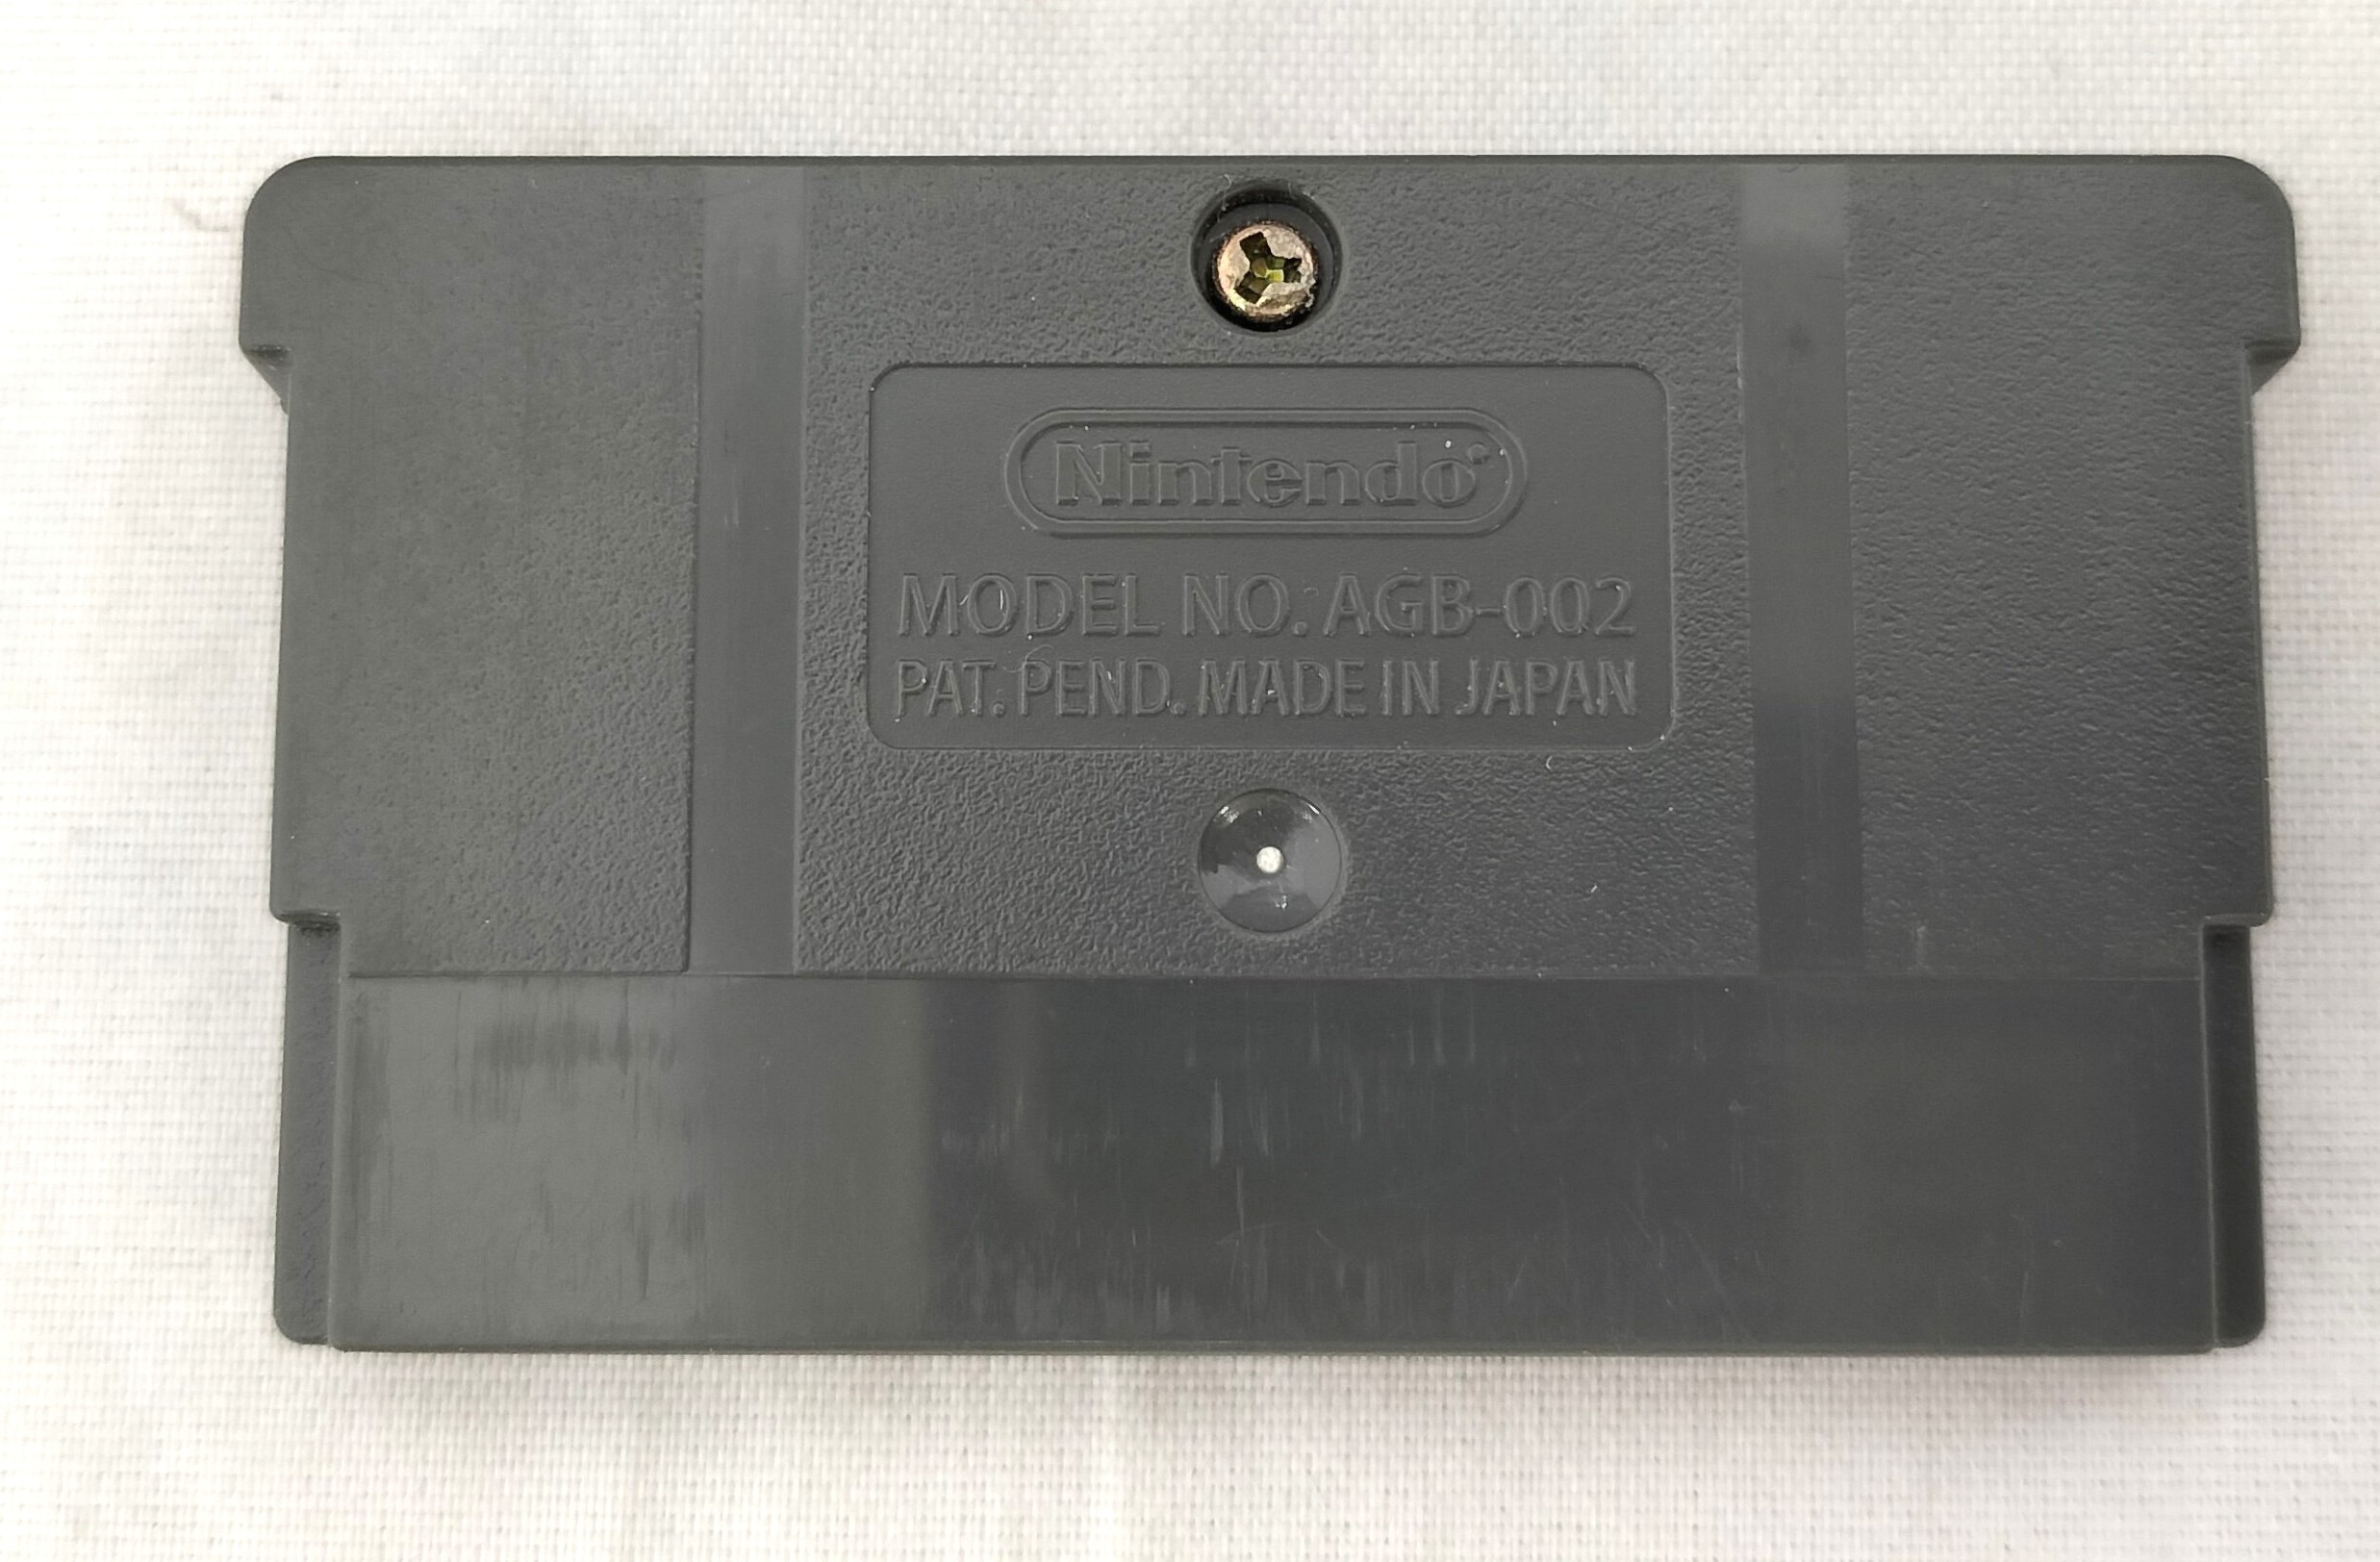 Nintendo®
MODEL NO. AGB-002
PAT. PEND. MADE IN JAPAN